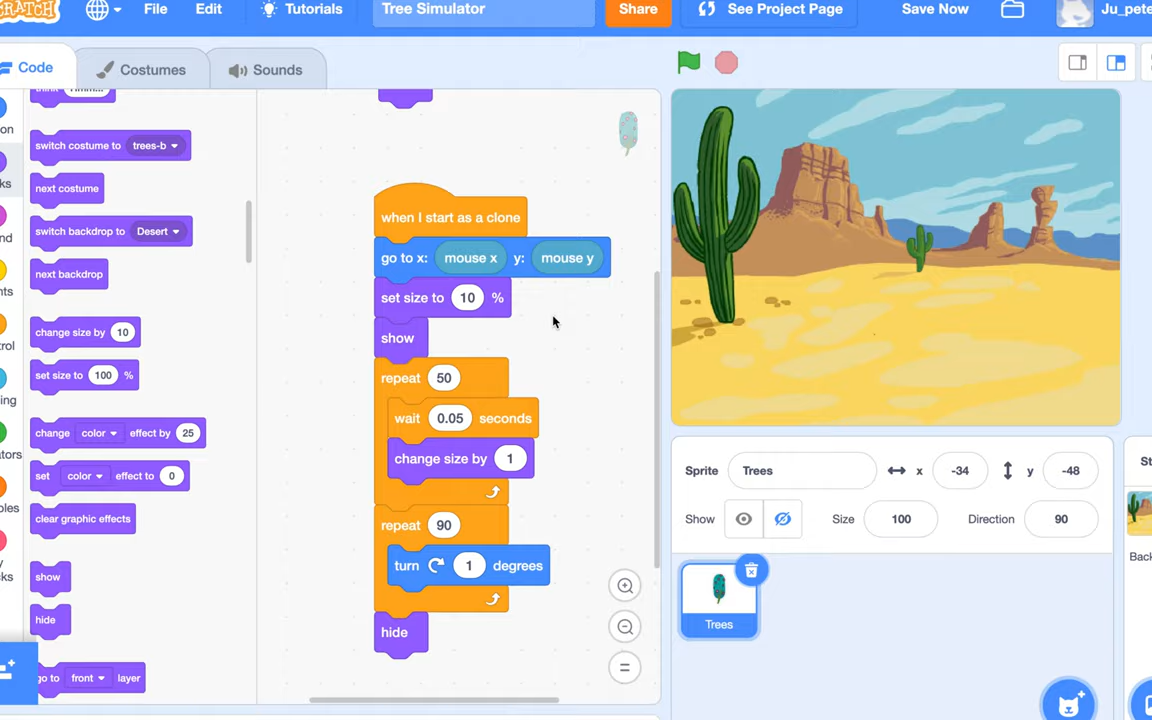 SCRATCH File Edit Tutorials Tree Simulator Share See Project Page Save Now Ju_pete
Code Costumes Sounds
switch costume to trees-b
next costume
switch backdrop to Desert
next backdrop
change size by 10
set size to 100 %
change color effect by 25
set color effect to 0
clear graphic effects
show
hide
go to front layer
when I start as a clone
go to x: mouse x y: mouse y
set size to 10 %
show
repeat 50
wait 0.05 seconds
change size by 1
repeat 90
turn 1 degrees
hide
Sprite Trees x -34 y -48
Show Size 100 Direction 90
Trees